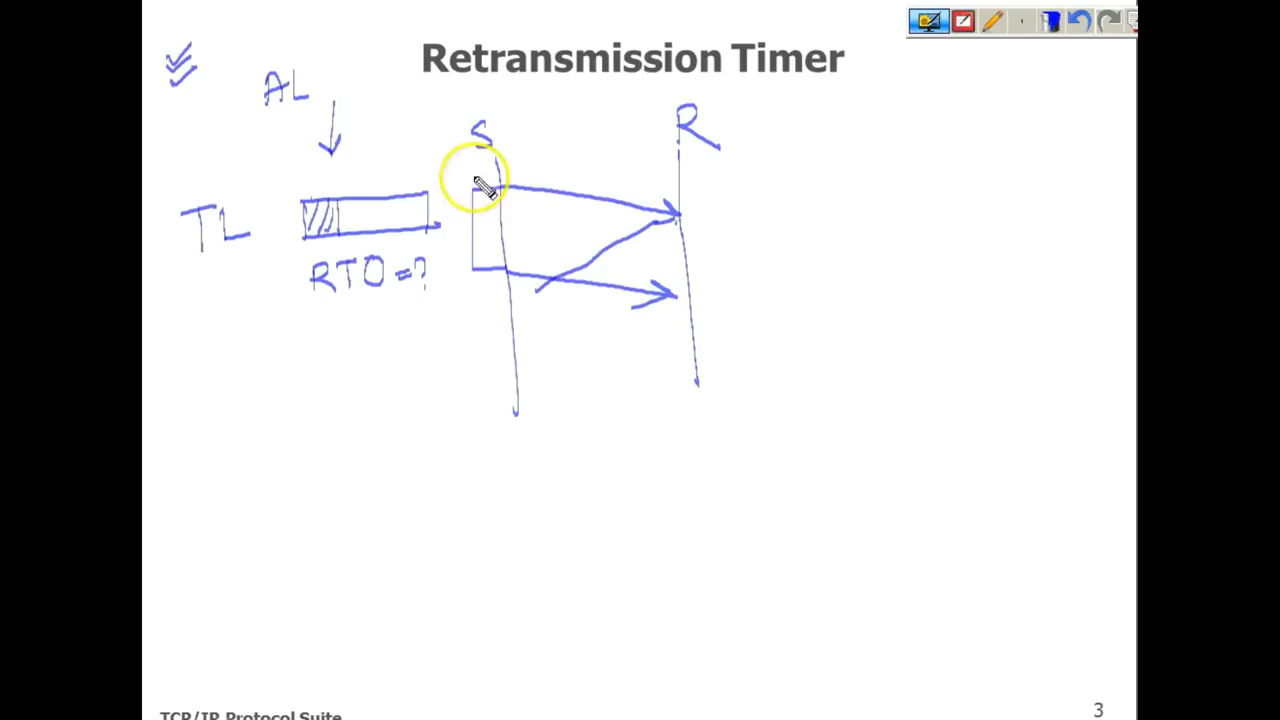 Retransmission Timer
AL
S
R
TL
RTO=?
TCP/IP Protocol Suite
3